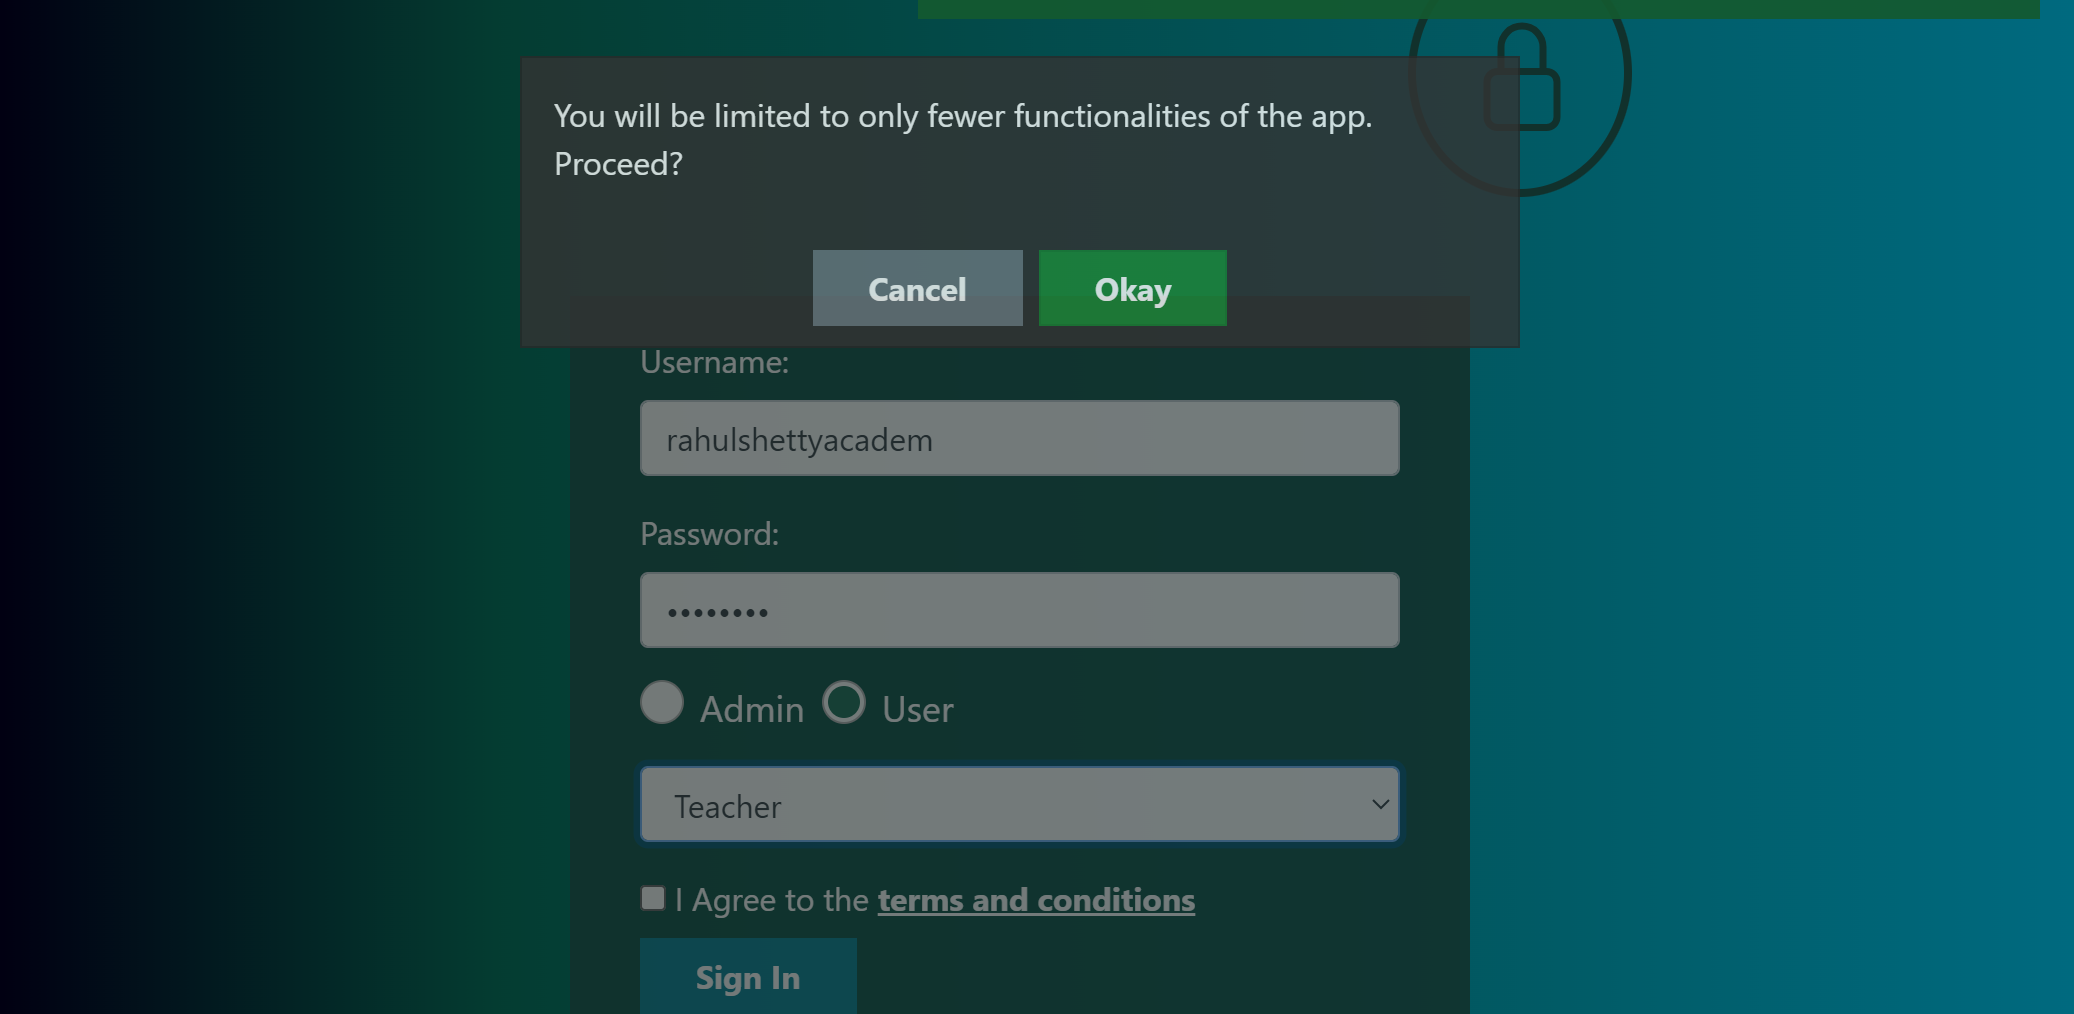 You will be limited to only fewer functionalities of the app.
Proceed?
Cancel Okay
Username:
rahulshettyacadem
Password:
••••••••
Admin User
Teacher
I Agree to the terms and conditions
Sign In